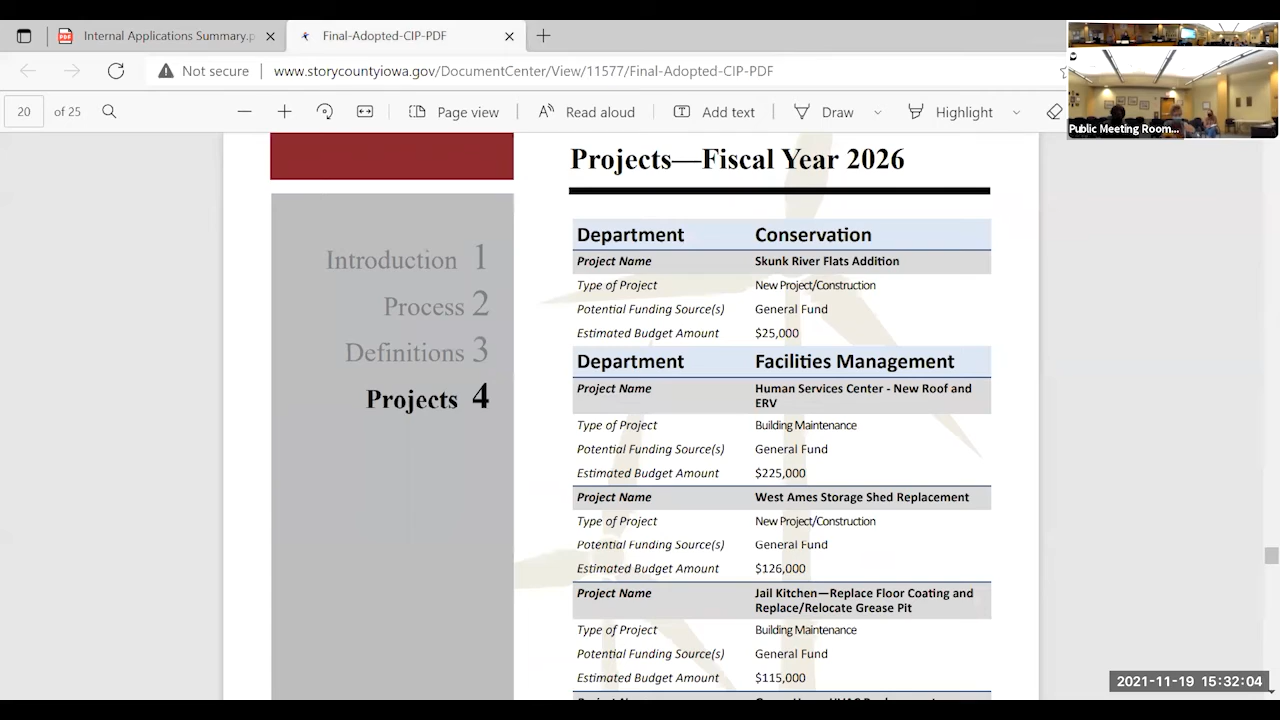 Internal Applications Summary.p
Final-Adopted-CIP-PDF
Not secure
www.storycountyiowa.gov/DocumentCenter/View/11577/Final-Adopted-CIP-PDF
20 of 25
Page view
Read aloud
Add text
Draw
Highlight
Public Meeting Room...
Introduction 1
Process 2
Definitions 3
Projects 4
Projects—Fiscal Year 2026
Department Conservation
Project Name Skunk River Flats Addition
Type of Project New Project/Construction
Potential Funding Source(s) General Fund
Estimated Budget Amount $25,000
Department Facilities Management
Project Name Human Services Center - New Roof and
ERV
Type of Project Building Maintenance
Potential Funding Source(s) General Fund
Estimated Budget Amount $225,000
Project Name West Ames Storage Shed Replacement
Type of Project New Project/Construction
Potential Funding Source(s) General Fund
Estimated Budget Amount $126,000
Project Name Jail Kitchen—Replace Floor Coating and
Replace/Relocate Grease Pit
Type of Project Building Maintenance
Potential Funding Source(s) General Fund
Estimated Budget Amount $115,000
2021-11-19 15:32:04